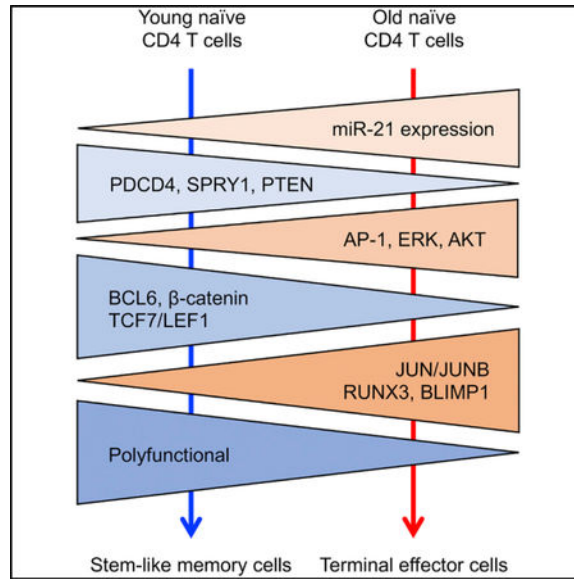 Young naïve
CD4 T cells
Old naïve
CD4 T cells
miR-21 expression
PDCD4, SPRY1, PTEN
AP-1, ERK, AKT
BCL6, β-catenin
TCF7/LEF1
JUN/JUNB
RUNX3, BLIMP1
Polyfunctional
Stem-like memory cells
Terminal effector cells